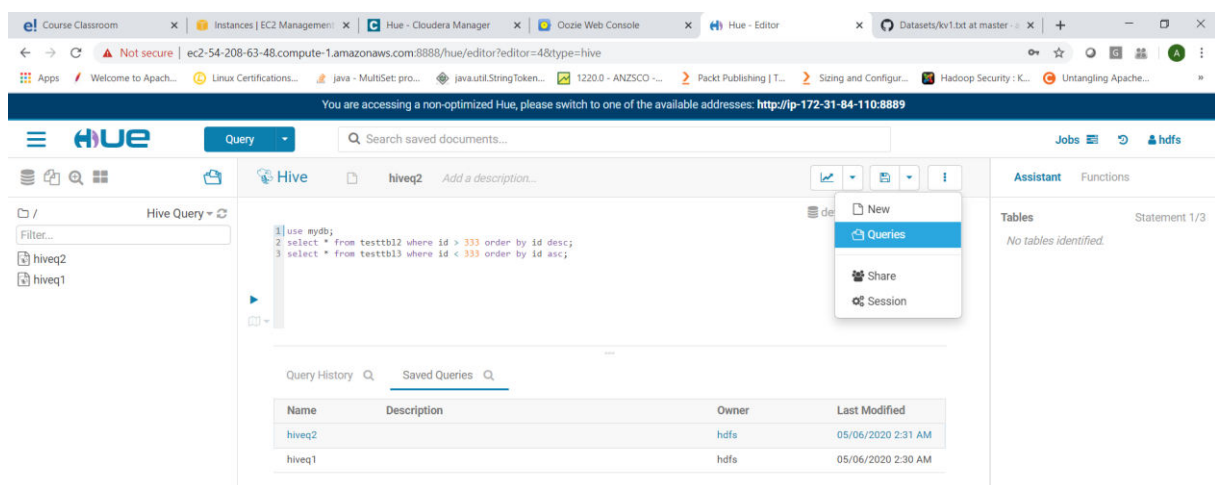 Course Classroom
Instances | EC2 Management
Hue - Cloudera Manager
Oozie Web Console
Hue - Editor
Datasets/kv1.txt at master ·
Not secure | ec2-54-208-63-48.compute-1.amazonaws.com:8888/hue/editor?editor=4&type=hive
Apps
Welcome to Apach...
Linux Certifications...
java - MultiSet: pro...
java.util.StringToken...
1220.0 - ANZSCO -...
Packt Publishing | T...
Sizing and Configur...
Hadoop Security : K...
Untangling Apache...
You are accessing a non-optimized Hue, please switch to one of the available addresses: http://ip-172-31-84-110:8889
HUE
Query
Search saved documents...
Jobs
hdfs
Hive
hiveq2
Add a description...
Assistant
Functions
/
Hive Query
Filter...
hiveq2
hiveq1
1 use mydb;
2 select * from testtbl2 where id > 333 order by id desc;
3 select * from testtbl3 where id < 333 order by id asc;
de
New
Queries
Share
Session
Tables
Statement 1/3
No tables identified.
Query History
Saved Queries
Name Description Owner Last Modified
hiveq2 hdfs 05/06/2020 2:31 AM
hiveq1 hdfs 05/06/2020 2:30 AM